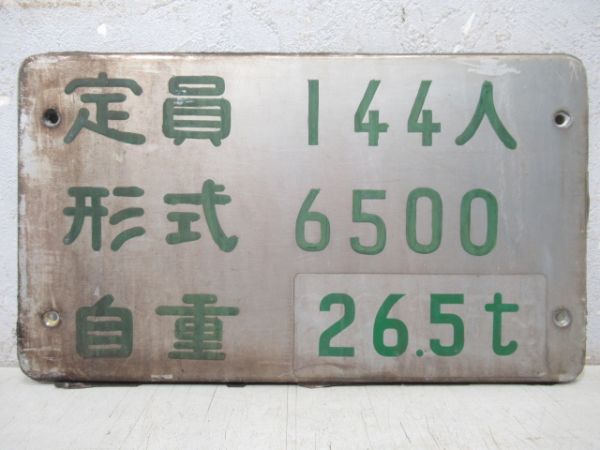 定員 144人
形式 6500
自重 26.5t